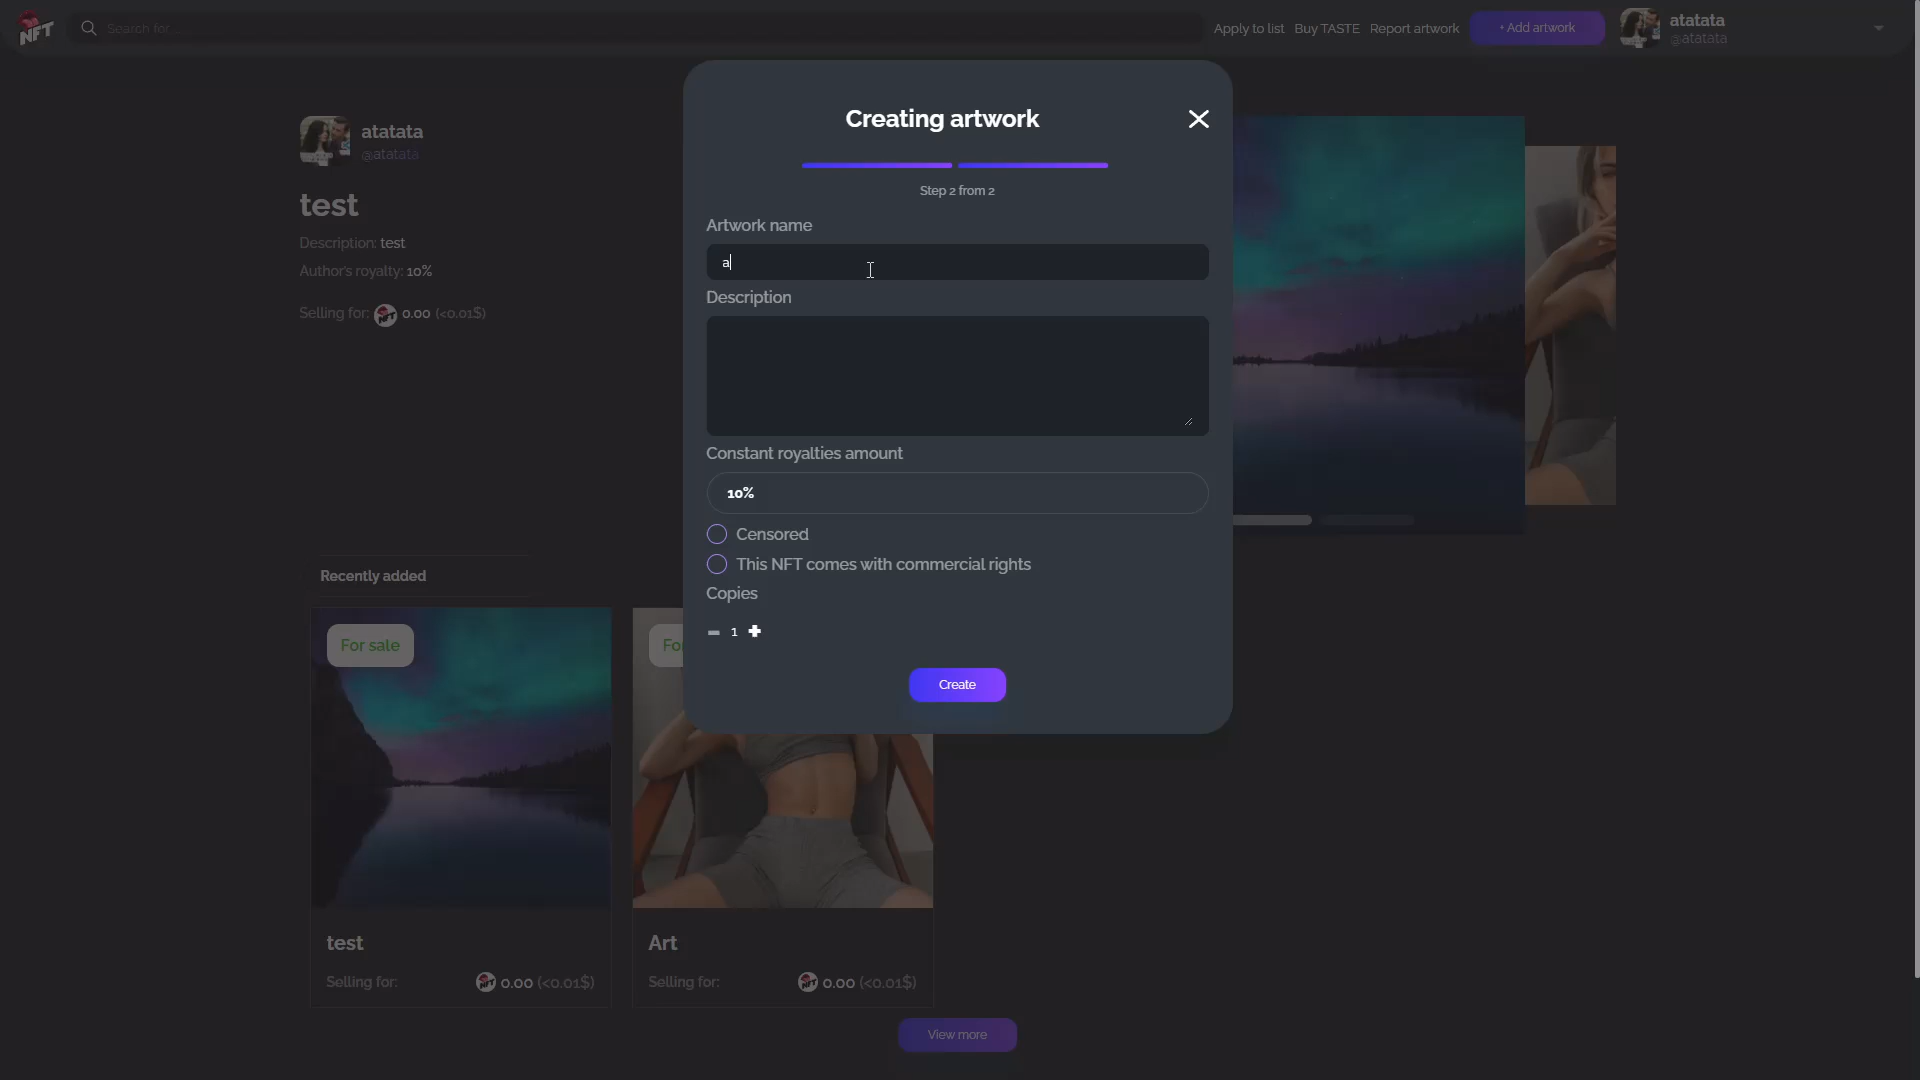 NFT
Search for ...
Apply to list
Buy TASTE
Report artwork
+ Add artwork
atatata
@atatata
atatata
@atatata
test
Description: test
Author's royalty: 10%
Selling for: 0.00 (<0.01$)
Creating artwork
Step 2 from 2
Artwork name
a
Description
Constant royalties amount
10%
Censored
This NFT comes with commercial rights
Copies
1
Create
Recently added
For sale
test
Selling for: 0.00 (<0.01$)
Fo
Art
Selling for: 0.00 (<0.01$)
View more